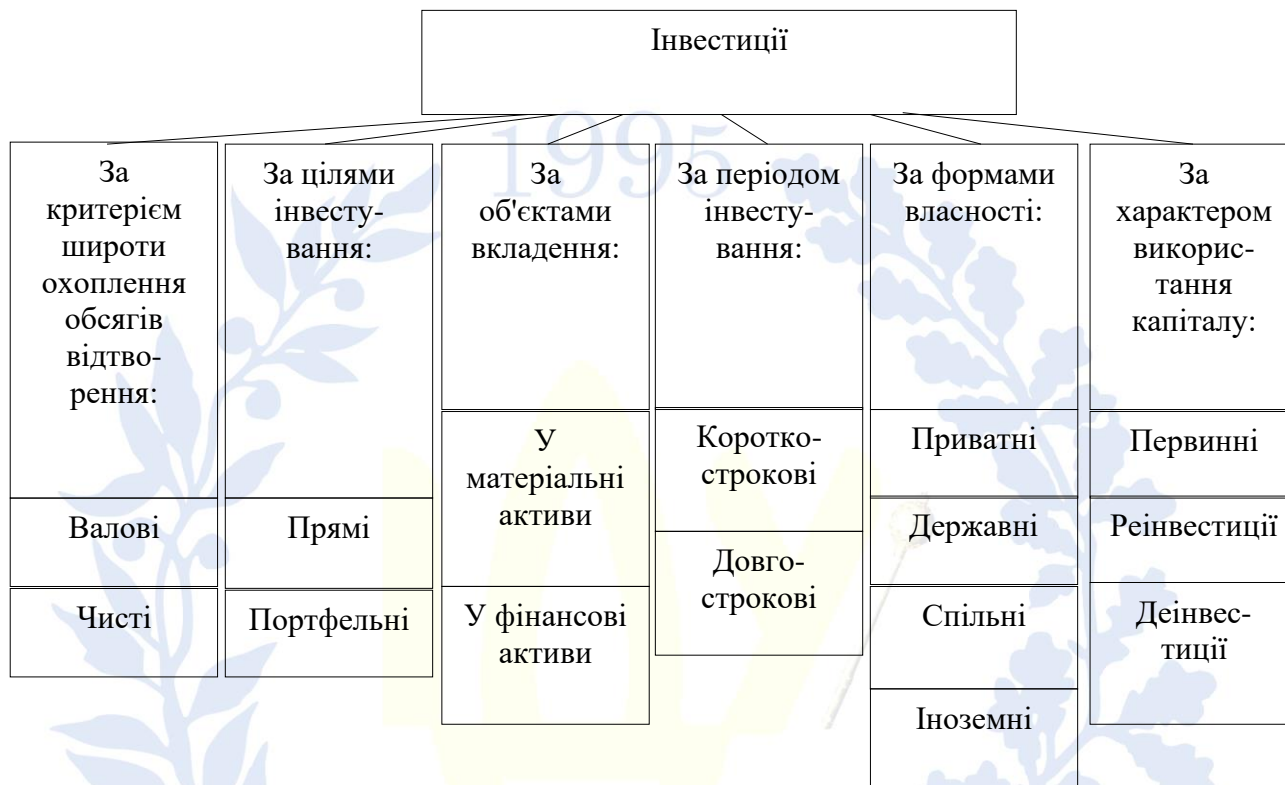 Інвестиції
1995
За
критерієм
широти
охоплення
обсягів
відтво-
рення:
Валові
Чисті
За цілями
інвесту-
вання:
Прямі
Портфельні
За
об'єктами
вкладення:
У
матеріальні
активи
У фінансові
активи
За періодом
інвесту-
вання:
Коротко-
строкові
Довго-
строкові
За формами
власності:
Приватні
Державні
Спільні
Іноземні
За
характером
викорис-
тання
капіталу:
Первинні
Реінвестиції
Деінвес-
тиції